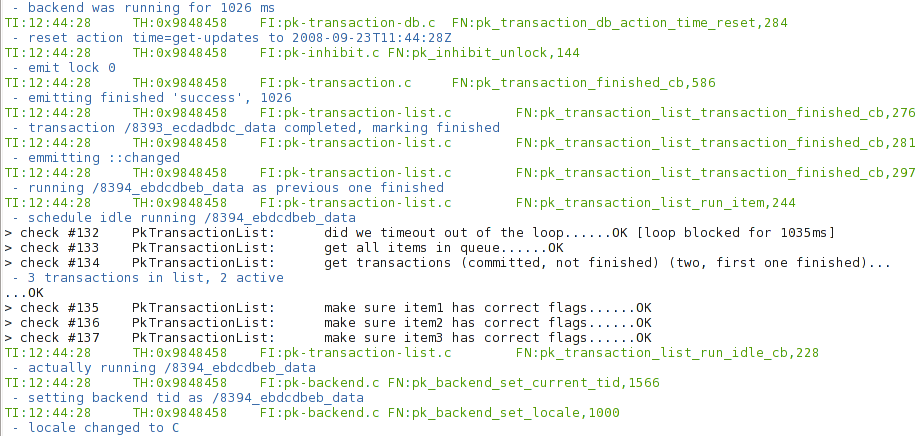 - backend was running for 1026 ms
TI:12:44:28 TH:0x9848458 FI:pk-transaction-db.c FN:pk_transaction_db_action_time_reset,284
- reset action time=get-updates to 2008-09-23T11:44:28Z
TI:12:44:28 TH:0x9848458 FI:pk-inhibit.c FN:pk_inhibit_unlock,144
- emit lock 0
TI:12:44:28 TH:0x9848458 FI:pk-transaction.c FN:pk_transaction_finished_cb,586
- emitting finished 'success', 1026
TI:12:44:28 TH:0x9848458 FI:pk-transaction-list.c FN:pk_transaction_list_transaction_finished_cb,276
- transaction /8393_ecdadbdc_data completed, marking finished
TI:12:44:28 TH:0x9848458 FI:pk-transaction-list.c FN:pk_transaction_list_transaction_finished_cb,281
- emmitting ::changed
TI:12:44:28 TH:0x9848458 FI:pk-transaction-list.c FN:pk_transaction_list_transaction_finished_cb,297
- running /8394_ebdcdbeb_data as previous one finished
TI:12:44:28 TH:0x9848458 FI:pk-transaction-list.c FN:pk_transaction_list_run_item,244
- schedule idle running /8394_ebdcdbeb_data
> check #132 PkTransactionList: did we timeout out of the loop......OK [loop blocked for 1035ms]
> check #133 PkTransactionList: get all items in queue......OK
> check #134 PkTransactionList: get transactions (committed, not finished) (two, first one finished)...
- 3 transactions in list, 2 active
...OK
> check #135 PkTransactionList: make sure item1 has correct flags......OK
> check #136 PkTransactionList: make sure item2 has correct flags......OK
> check #137 PkTransactionList: make sure item3 has correct flags......OK
TI:12:44:28 TH:0x9848458 FI:pk-transaction-list.c FN:pk_transaction_list_run_idle_cb,228
- actually running /8394_ebdcdbeb_data
TI:12:44:28 TH:0x9848458 FI:pk-backend.c FN:pk_backend_set_current_tid,1566
- setting backend tid as /8394_ebdcdbeb_data
TI:12:44:28 TH:0x9848458 FI:pk-backend.c FN:pk_backend_set_locale,1000
- locale changed to C